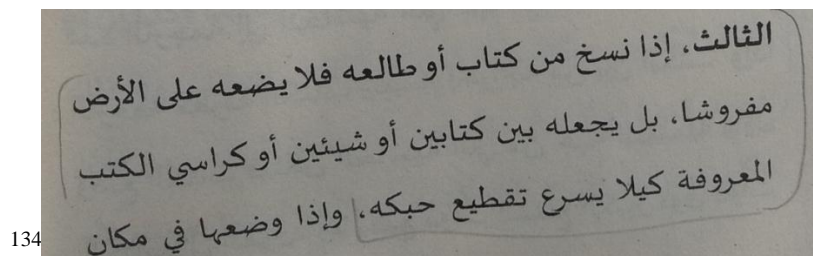 الثالث، إذا نسخ من كتاب أو طالعه فلا يضعه على الأرض
مفروشا، بل يجعله بين كتابين أو شيئين أو كراسي الكتب
المعروفة كيلا يسرع تقطيع حبكه، وإذا وضعها في مكان
134